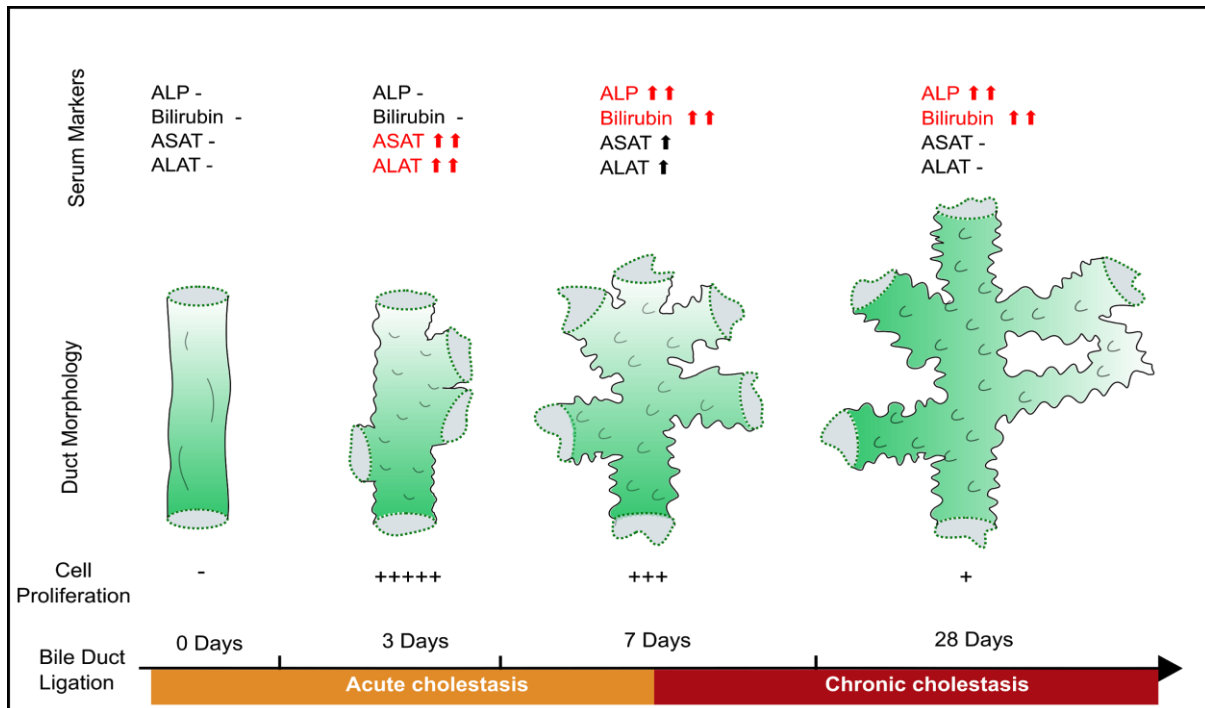 Serum Markers
ALP -
Bilirubin -
ASAT -
ALAT -
ALP -
Bilirubin -
ASAT ⬆⬆
ALAT ⬆⬆
ALP ⬆⬆
Bilirubin ⬆⬆
ASAT ⬆
ALAT ⬆
ALP ⬆⬆
Bilirubin ⬆⬆
ASAT -
ALAT -
Duct Morphology
Cell
Proliferation
-
+++++
+++
+
Bile Duct
Ligation
0 Days
3 Days
7 Days
28 Days
Acute cholestasis
Chronic cholestasis